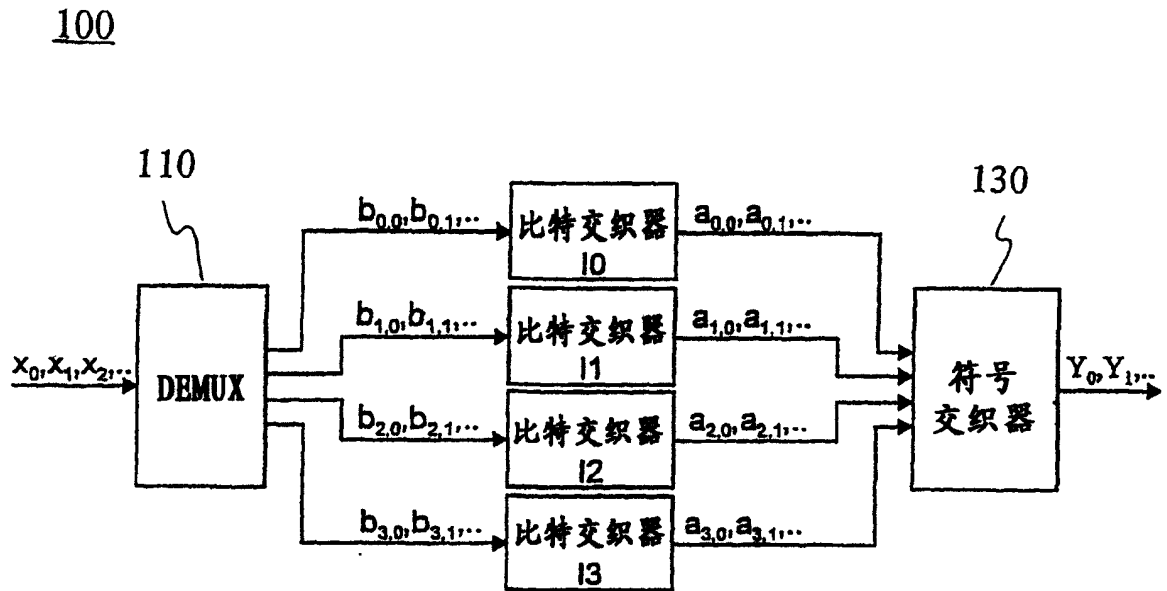 100
110
130
b0,0,b0,1,..
比特交织器
I0
a0,0,a0,1,..
b1,0,b1,1,..
比特交织器
I1
a1,0,a1,1,..
x0,x1,x2,..
DEMUX
符号
交织器
Y0,Y1,..
b2,0,b2,1,..
比特交织器
I2
a2,0,a2,1,..
b3,0,b3,1,..
比特交织器
I3
a3,0,a3,1,..